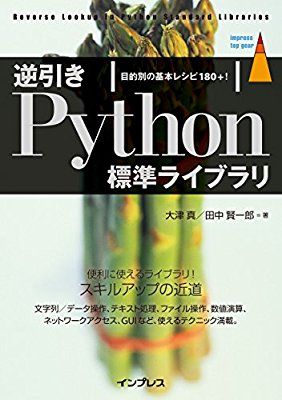 Reverse Lookup in Python Standard Libraries
impress
top gear
逆引き
目的別の基本レシピ180+!
Python
標準ライブラリ
大津 真/田中 賢一郎=著
便利に使えるライブラリ!
スキルアップの近道
文字列/データ操作、テキスト処理、ファイル操作、数値演算、
ネットワークアクセス、GUIなど、使えるテクニック満載。
インプレス